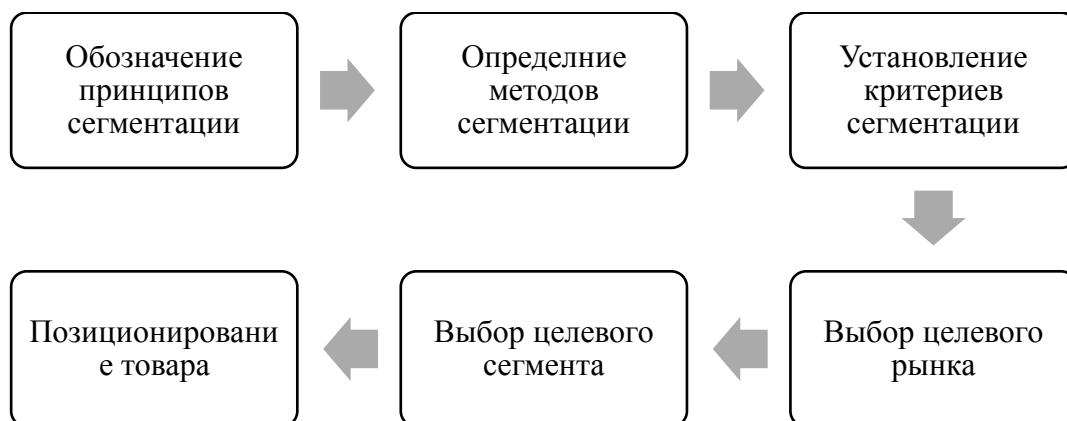 Обозначение
принципов
сегментации
Определние
методов
сегментации
Установление
критериев
сегментации
Выбор целевого
рынка
Выбор целевого
сегмента
Позиционировани
е товара